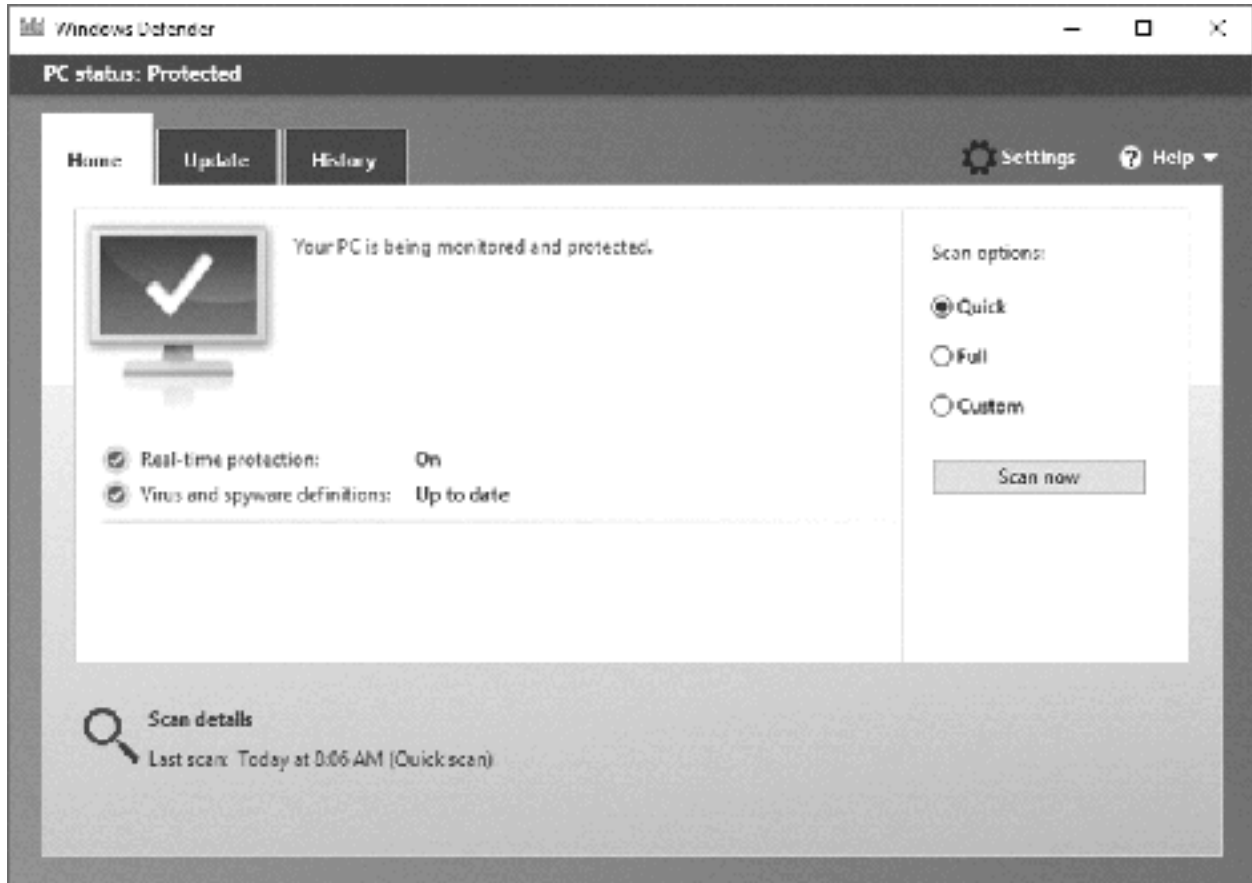 Windows Defender
PC status: Protected
Home
Update
History
Settings
Help
Your PC is being monitored and protected.
Scan options:
Quick
Full
Custom
Real-time protection: On
Virus and spyware definitions: Up to date
Scan now
Scan details
Last scan: Today at AM (Quick scan)